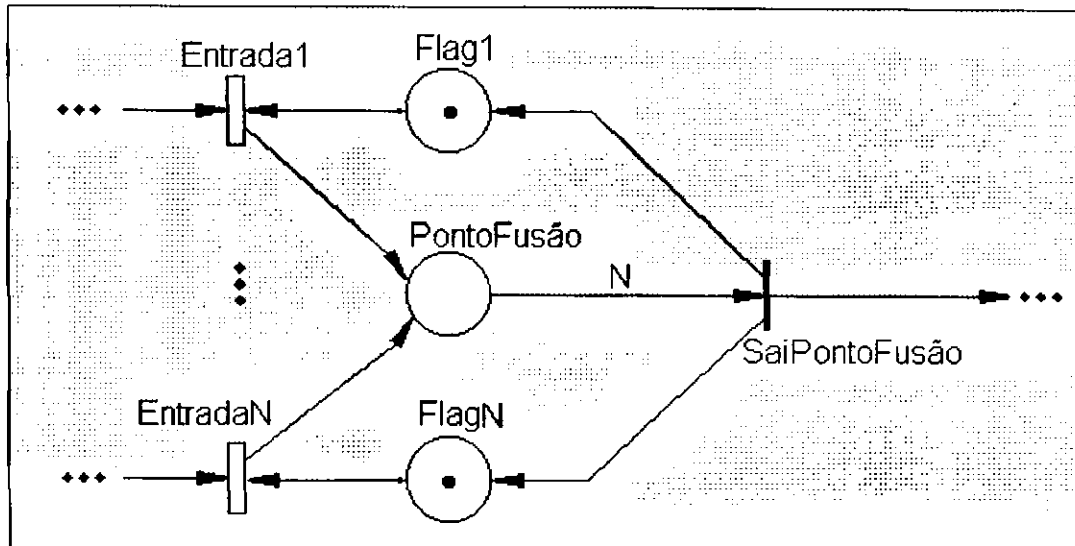 Entrada1
Flag1
PontoFusão
N
SaiPontoFusão
EntradaN
FlagN